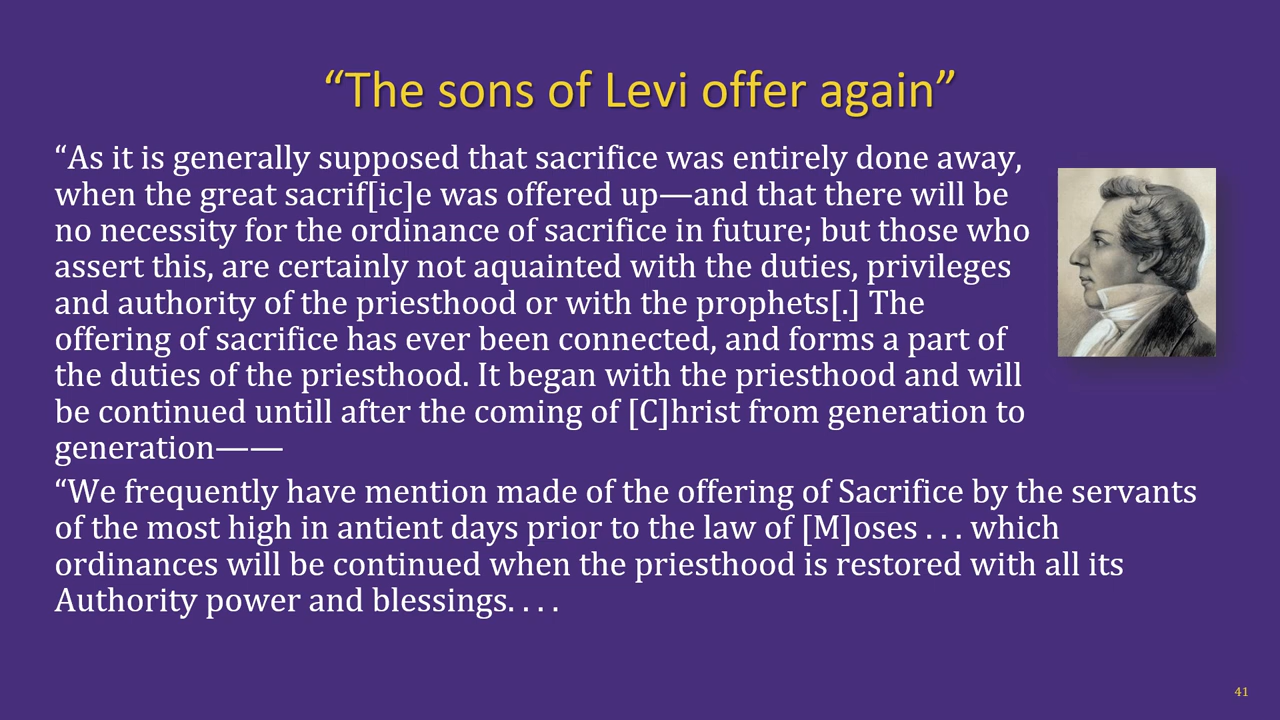 “The sons of Levi offer again”
“As it is generally supposed that sacrifice was entirely done away,
when the great sacrif[ic]e was offered up—and that there will be
no necessity for the ordinance of sacrifice in future; but those who
assert this, are certainly not aquainted with the duties, privileges
and authority of the priesthood or with the prophets[.] The
offering of sacrifice has ever been connected, and forms a part of
the duties of the priesthood. It began with the priesthood and will
be continued untill after the coming of [C]hrist from generation to
generation——
“We frequently have mention made of the offering of Sacrifice by the servants
of the most high in antient days prior to the law of [M]oses . . . which
ordinances will be continued when the priesthood is restored with all its
Authority power and blessings. . . .
41